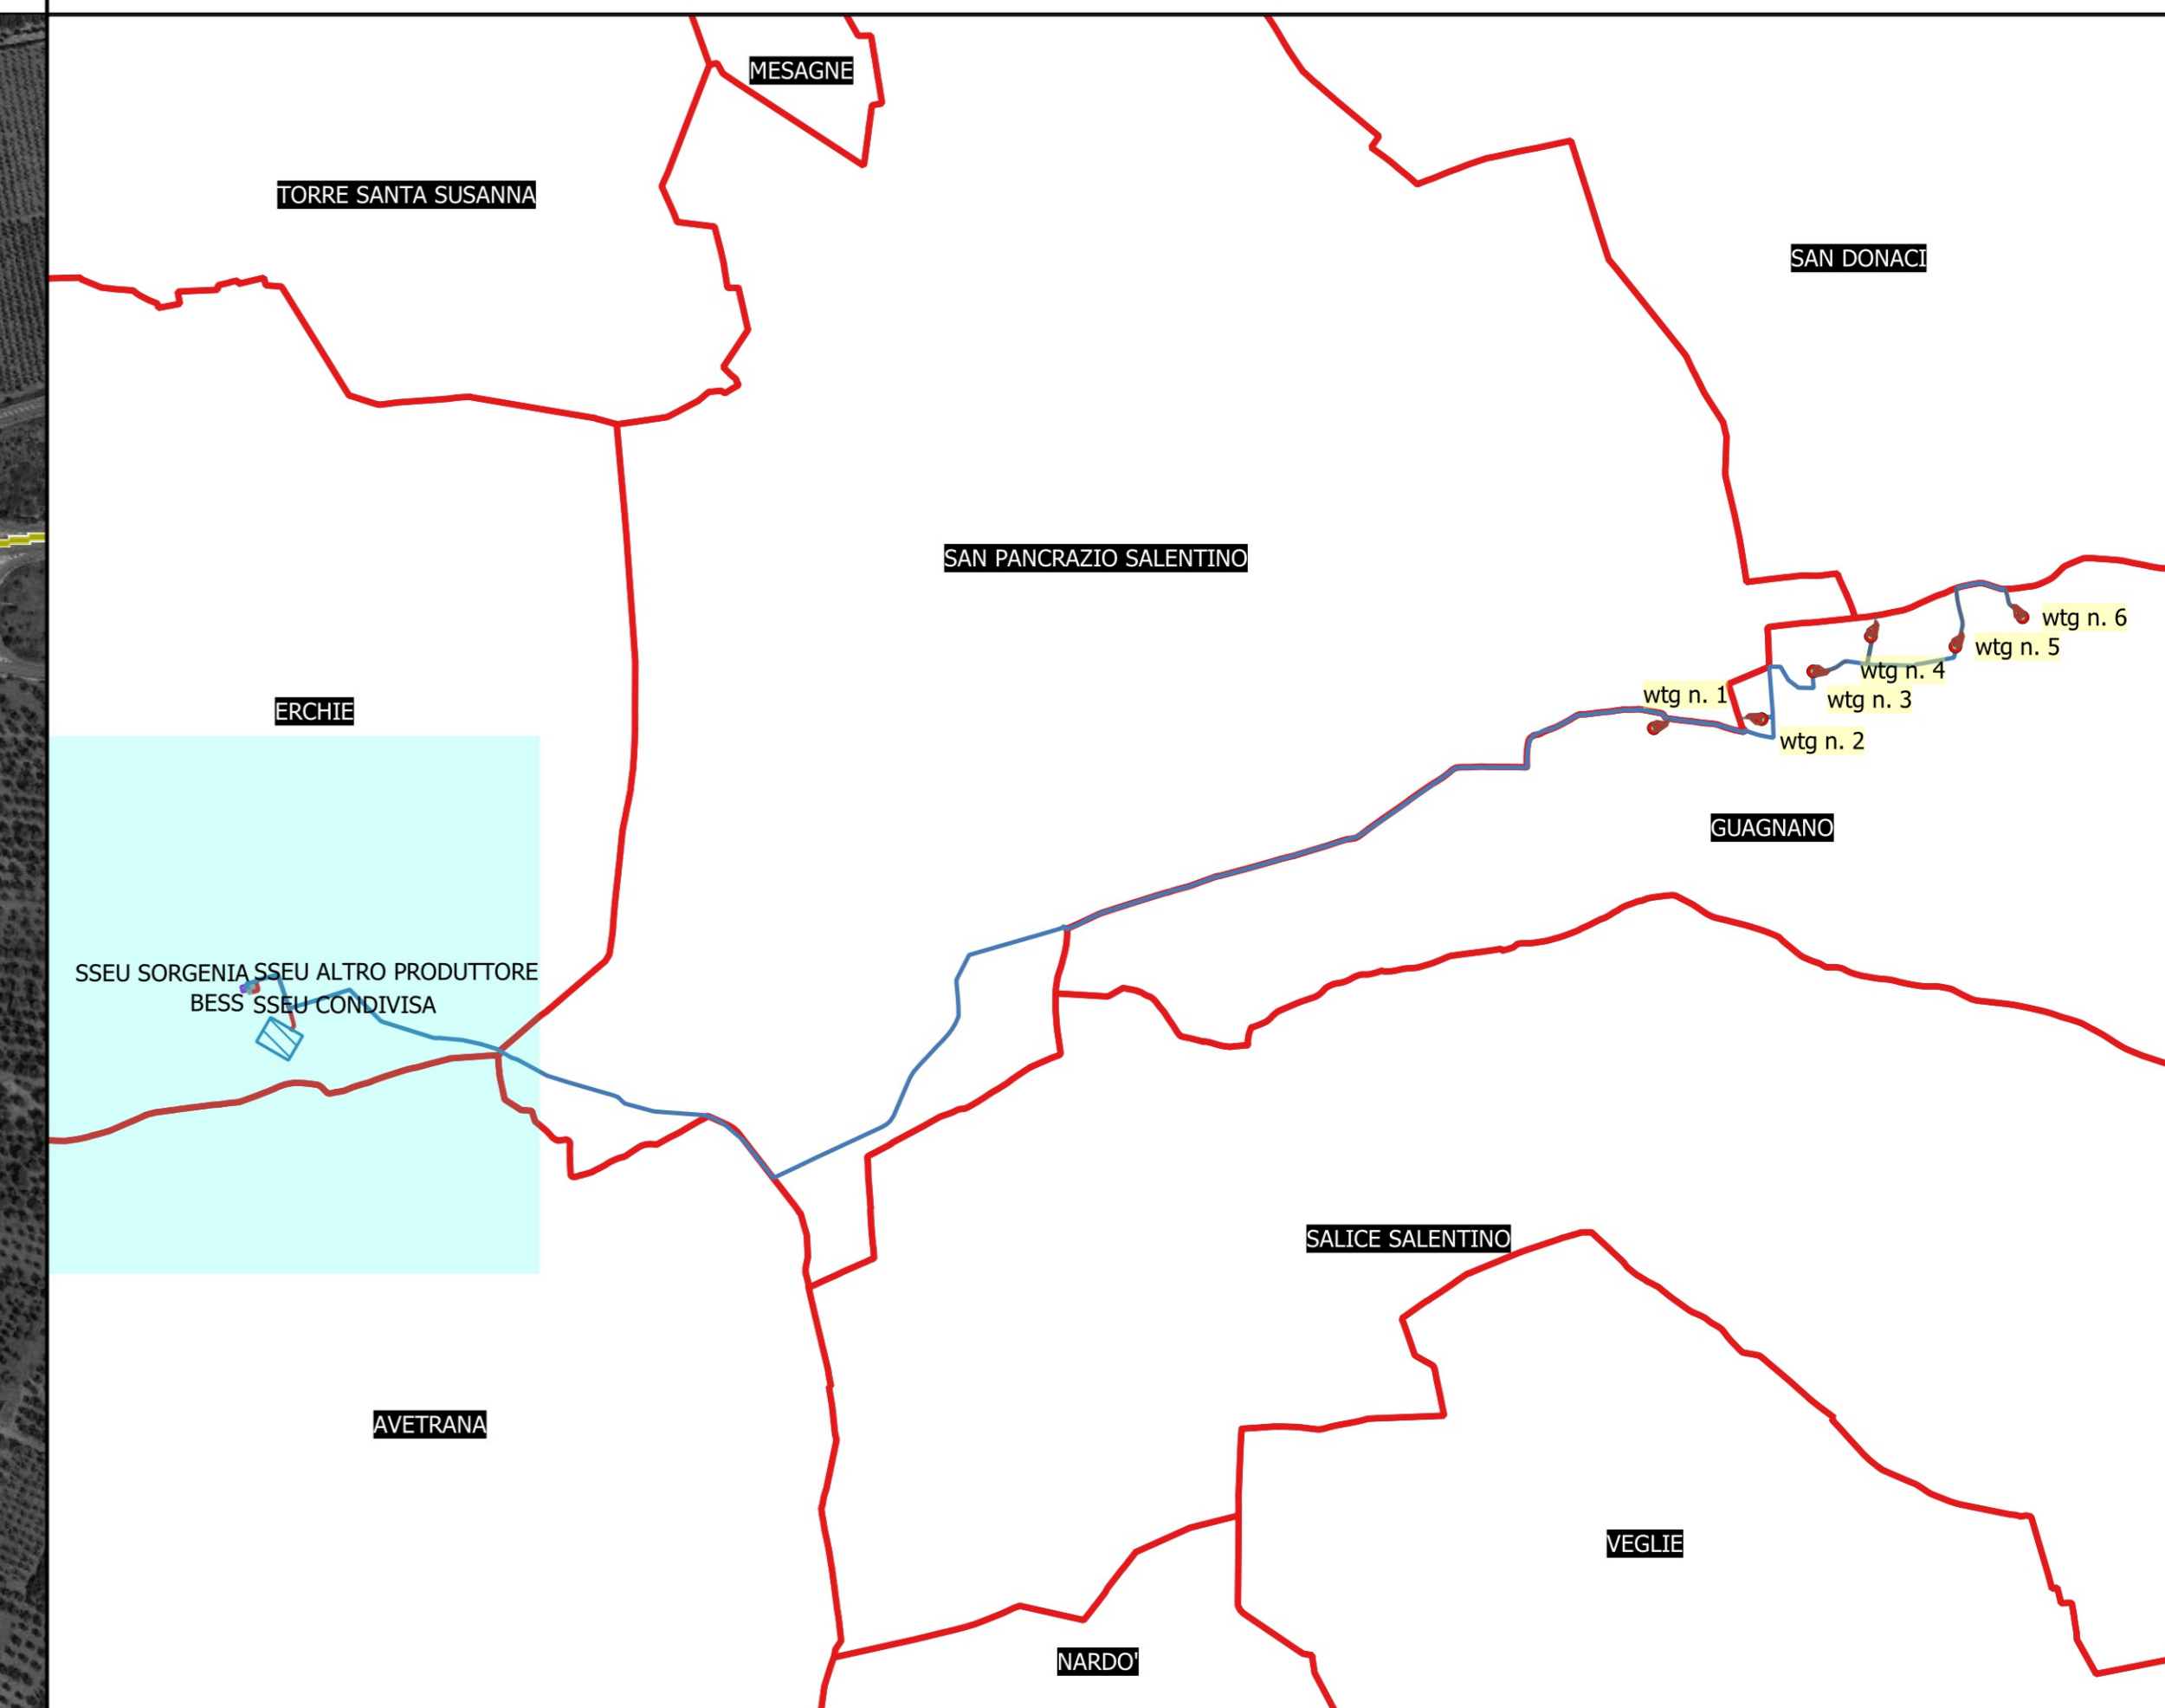 MESAGNE
TORRE SANTA SUSANNA
SAN DONACI
SAN PANCRAZIO SALENTINO
wtg n. 6
wtg n. 5
wtg n. 4
wtg n. 1
wtg n. 3
ERCHIE
wtg n. 2
GUAGNANO
SSEU SORGENIA SSEU ALTRO PRODUTTORE
BESS SSEU CONDIVISA
SALICE SALENTINO
AVETRANA
VEGLIE
NARDO'